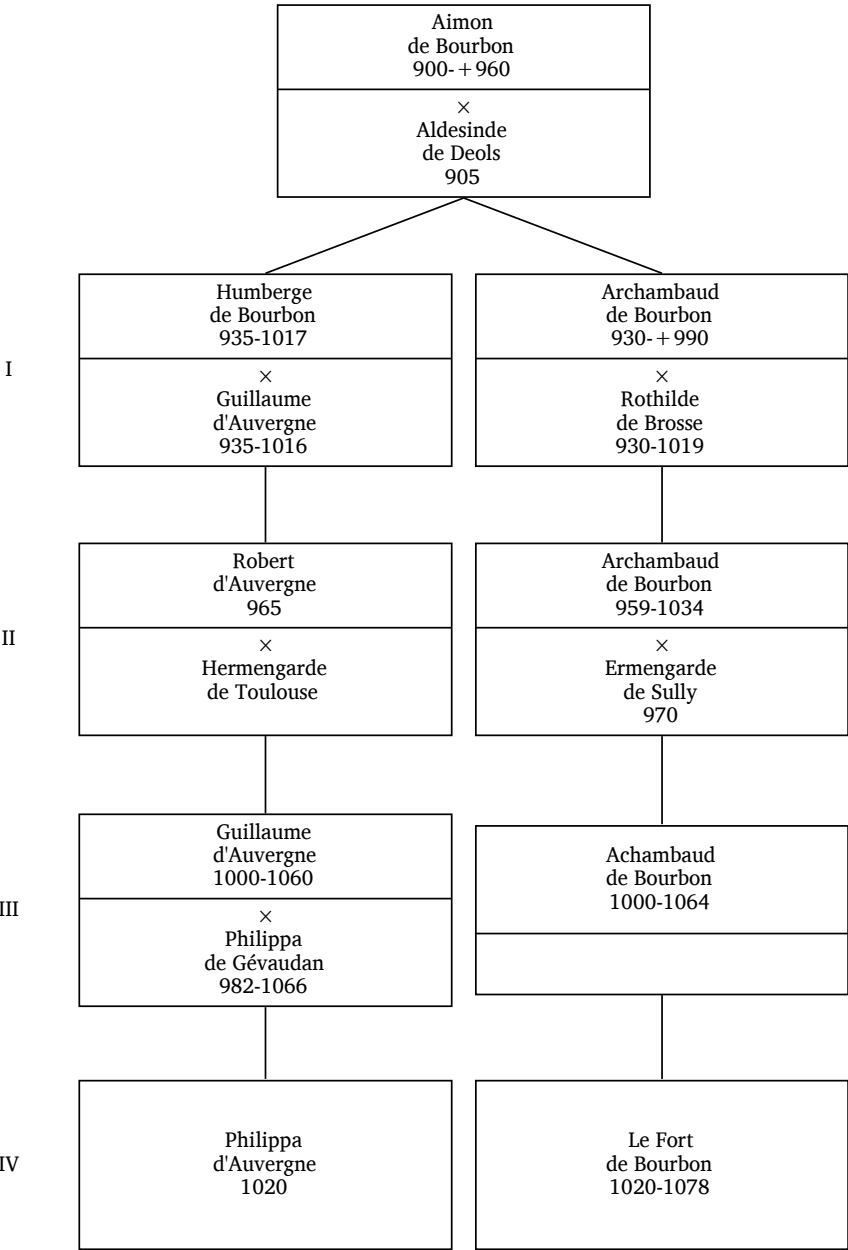 Aimon
de Bourbon
900-+960
×
Aldesinde
de Deols
905
I
Humberge
de Bourbon
935-1017
×
Guillaume
d'Auvergne
935-1016
Archambaud
de Bourbon
930-+990
×
Rothilde
de Brosse
930-1019
II
Robert
d'Auvergne
965
×
Hermengarde
de Toulouse
Archambaud
de Bourbon
959-1034
×
Ermengarde
de Sully
970
III
Guillaume
d'Auvergne
1000-1060
×
Philippa
de Gévaudan
982-1066
Achambaud
de Bourbon
1000-1064
IV
Philippa
d'Auvergne
1020
Le Fort
de Bourbon
1020-1078